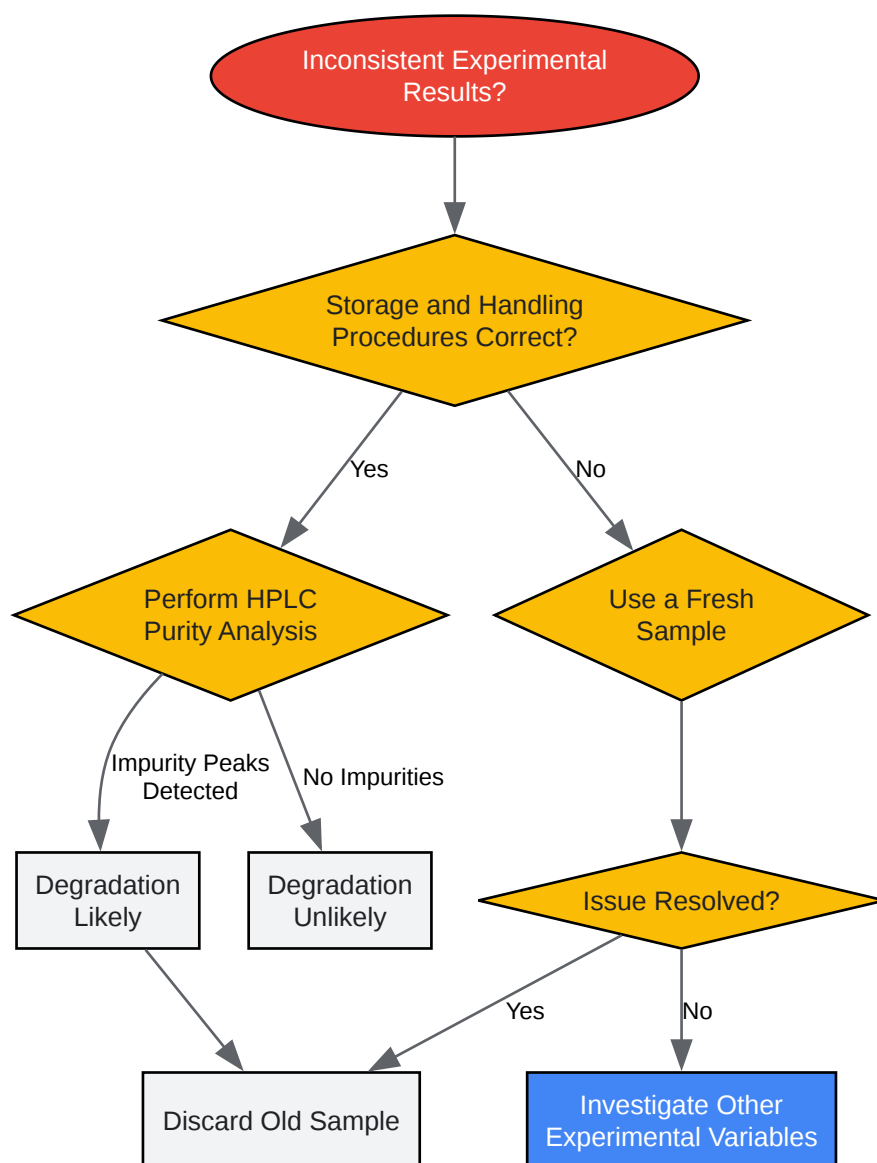 Inconsistent Experimental
Results?
Storage and Handling
Procedures Correct?
Yes
No
Perform HPLC
Purity Analysis
Use a Fresh
Sample
Impurity Peaks
Detected
No Impurities
Degradation
Likely
Degradation
Unlikely
Issue Resolved?
Yes
No
Discard Old Sample
Investigate Other
Experimental Variables